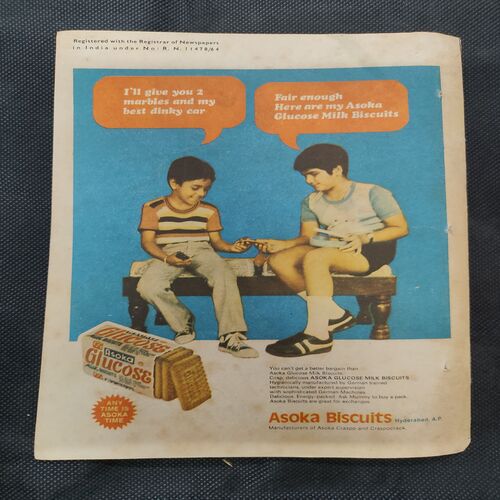 Registered with the Registrar of Newspapers
in India under No: R. N. 11478/64
I'll give you 2
marbles and my
best dinky car
Fair enough
Here are my Asoka
Glucose Milk Biscuits
GLUCOSE
Asoka
GLUCOSE
ANY
TIME IS
ASOKA
TIME
You can't get a better bargain than
Asoka Glucose Milk Biscuits.
Crisp, delicious ASOKA GLUCOSE MILK BISCUITS
Hygienically manufactured by German trained
technicians, under expert supervision
with sophisticated German Machines
Delicious. Energy-packed. Ask Mummy to buy a pack.
Asoka Biscuits are great for exchanges.
Asoka Biscuits Hyderabad, A.P.
Manufacturers of Asoka Craspo and Craspocrack.